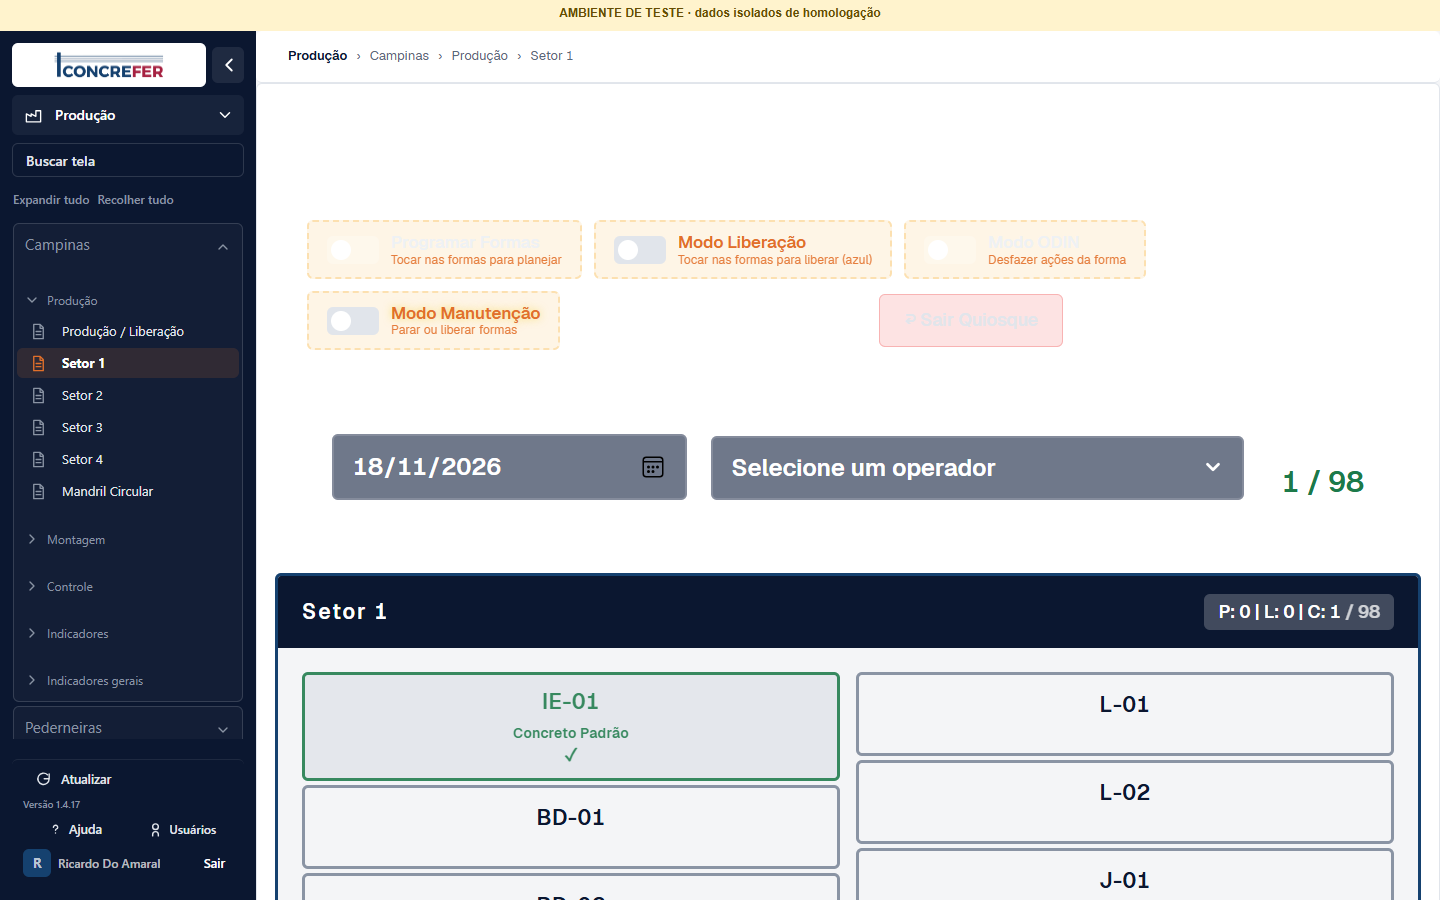 AMBIENTE DE TESTE · dados isolados de homologação
CONCREFER
Produção
Buscar tela
Expandir tudo Recolher tudo
Campinas
Produção
Produção / Liberação
Setor 1
Setor 2
Setor 3
Setor 4
Mandril Circular
Montagem
Controle
Indicadores
Indicadores gerais
Pederneiras
Atualizar
Versão 1.4.17
? Ajuda
Usuários
R Ricardo Do Amaral
Sair
Produção › Campinas › Produção › Setor 1
Programar Formas
Tocar nas formas para planejar
Modo Liberação
Tocar nas formas para liberar (azul)
Modo ODIN
Desfazer ações da forma
Modo Manutenção
Parar ou liberar formas
Sair Quiosque
18/11/2026
Selecione um operador
1 / 98
Setor 1
P: 0 | L: 0 | C: 1 / 98
IE-01
Concreto Padrão
✓
BD-01
L-01
L-02
J-01